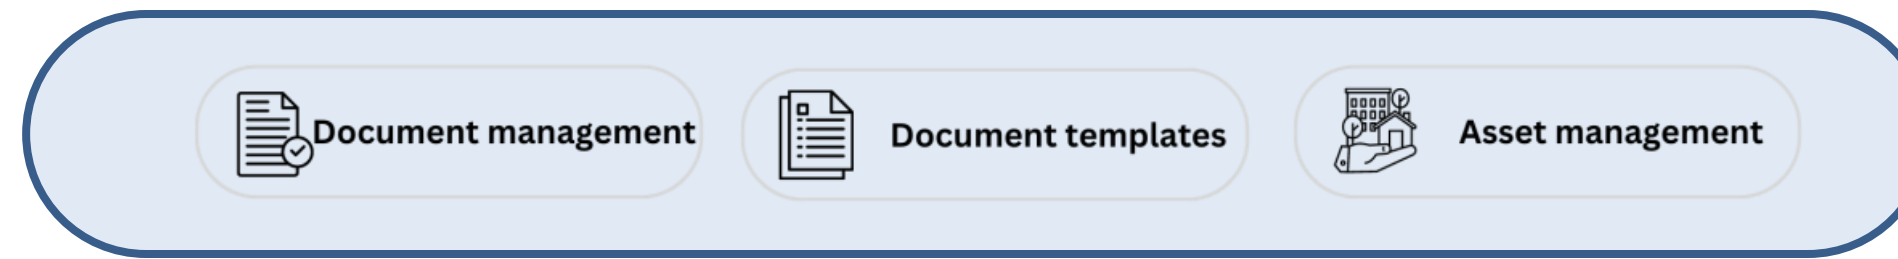 Document management
Document templates
Asset management